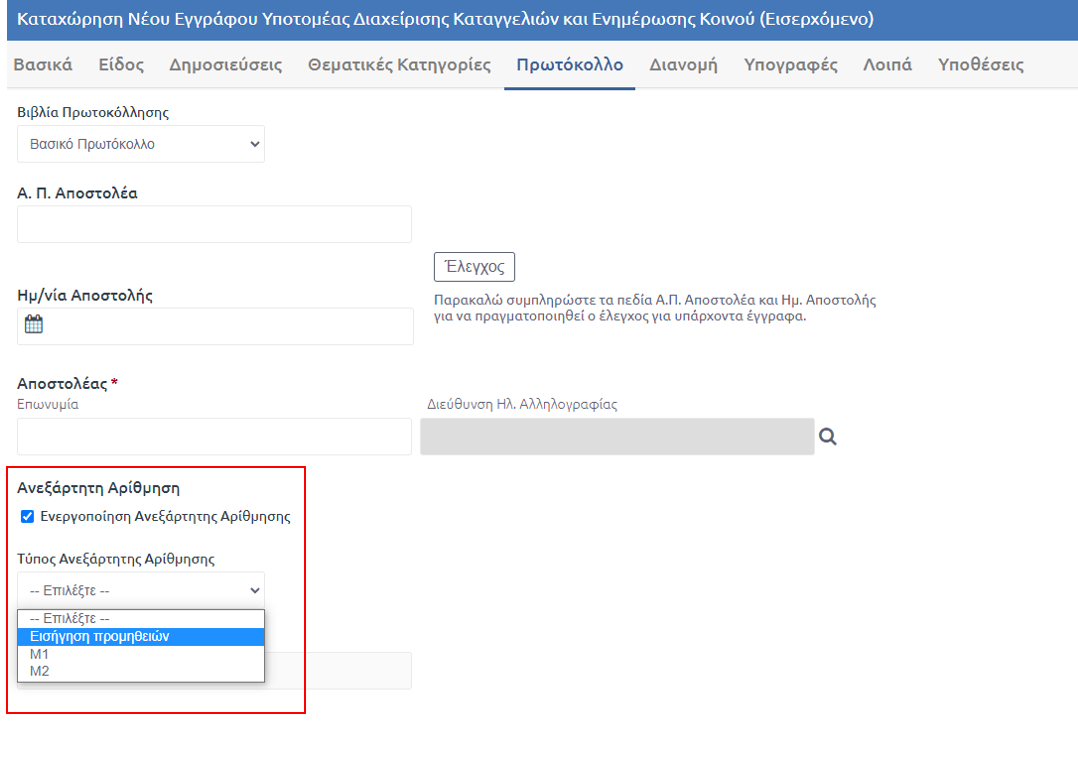 Καταχώρηση Νέου Εγγράφου Υποτομέας Διαχείρισης Καταγγελιών και Ενημέρωσης Κοινού (Εισερχόμενο)
Βασικά Είδος Δημοσιεύσεις Θεματικές Κατηγορίες Πρωτόκολλο Διανομή Υπογραφές Λοιπά Υποθέσεις
Βιβλία Πρωτοκόλλησης
Βασικό Πρωτόκολλο
Α. Π. Αποστολέα
Έλεγχος
Ημ/νία Αποστολής
Παρακαλώ συμπληρώστε τα πεδία Α.Π. Αποστολέα και Ημ. Αποστολής
για να πραγματοποιηθεί ο έλεγχος για υπάρχοντα έγγραφα.
Αποστολέας *
Επωνυμία Διεύθυνση Ηλ. Αλληλογραφίας
Ανεξάρτητη Αρίθμηση
Ενεργοποίηση Ανεξάρτητης Αρίθμησης
Τύπος Ανεξάρτητης Αρίθμησης
-- Επιλέξτε --
-- Επιλέξτε --
Εισήγηση προμηθειών
M1
M2